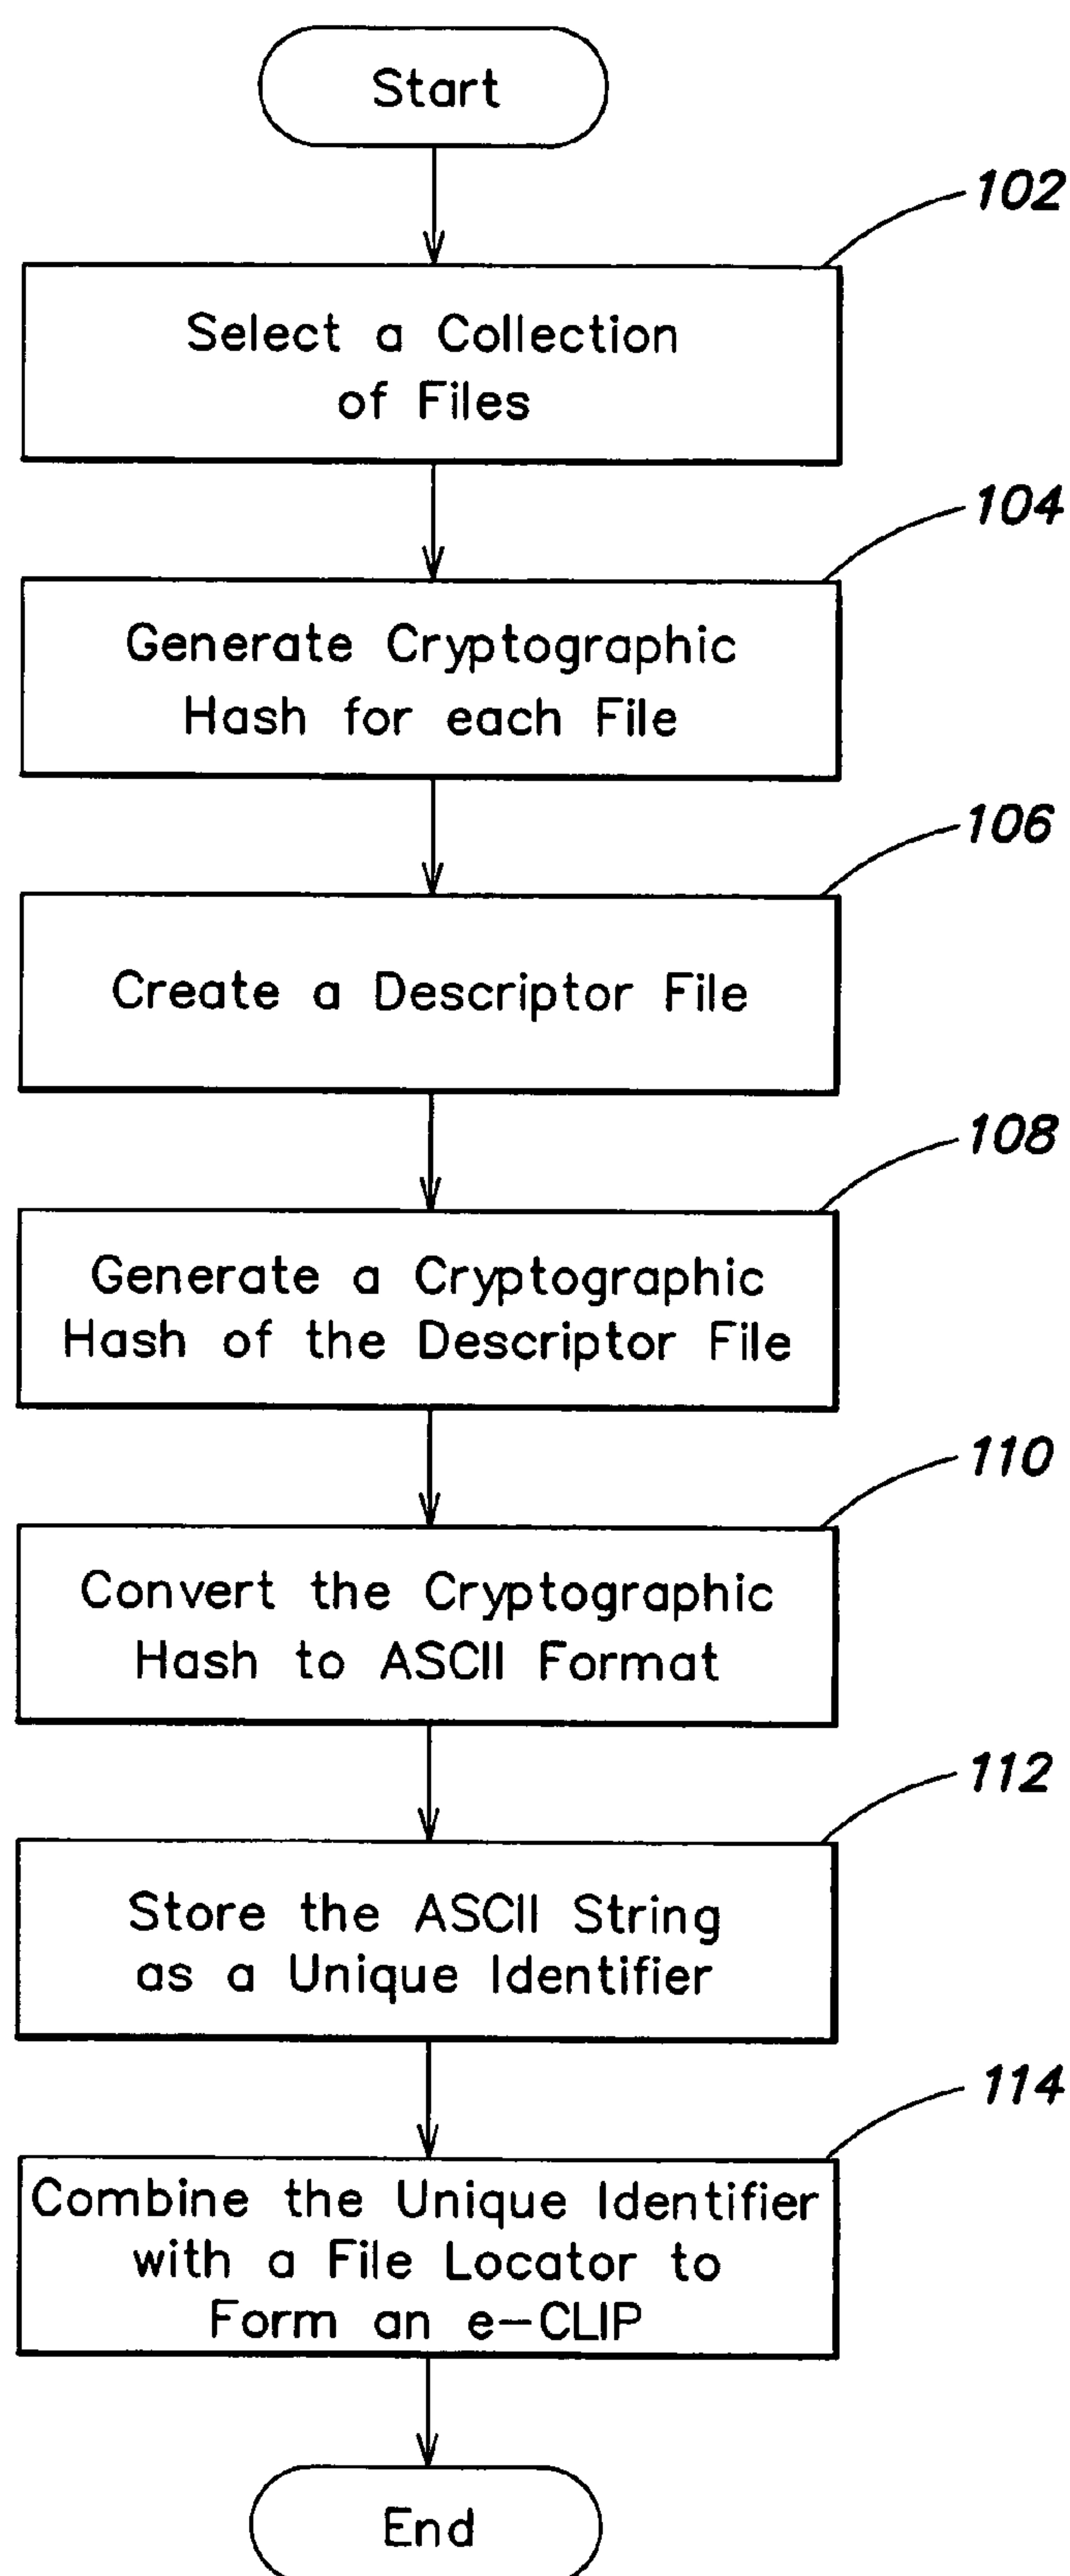 Start
102
Select a Collection
of Files
104
Generate Cryptographic
Hash for each File
106
Create a Descriptor File
108
Generate a Cryptographic
Hash of the Descriptor File
110
Convert the Cryptographic
Hash to ASCII Format
112
Store the ASCII String
as a Unique Identifier
114
Combine the Unique Identifier
with a File Locator to
Form an e-CLIP
End